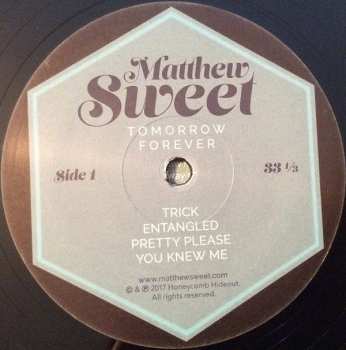 Matthew
Sweet
TOMORROW
FOREVER
Side 1
33 1/3
TRICK
ENTANGLED
PRETTY PLEASE
YOU KNEW ME
www.matthewsweet.com
© & ℗ 2017 Honeycomb Hideout.
All rights reserved.